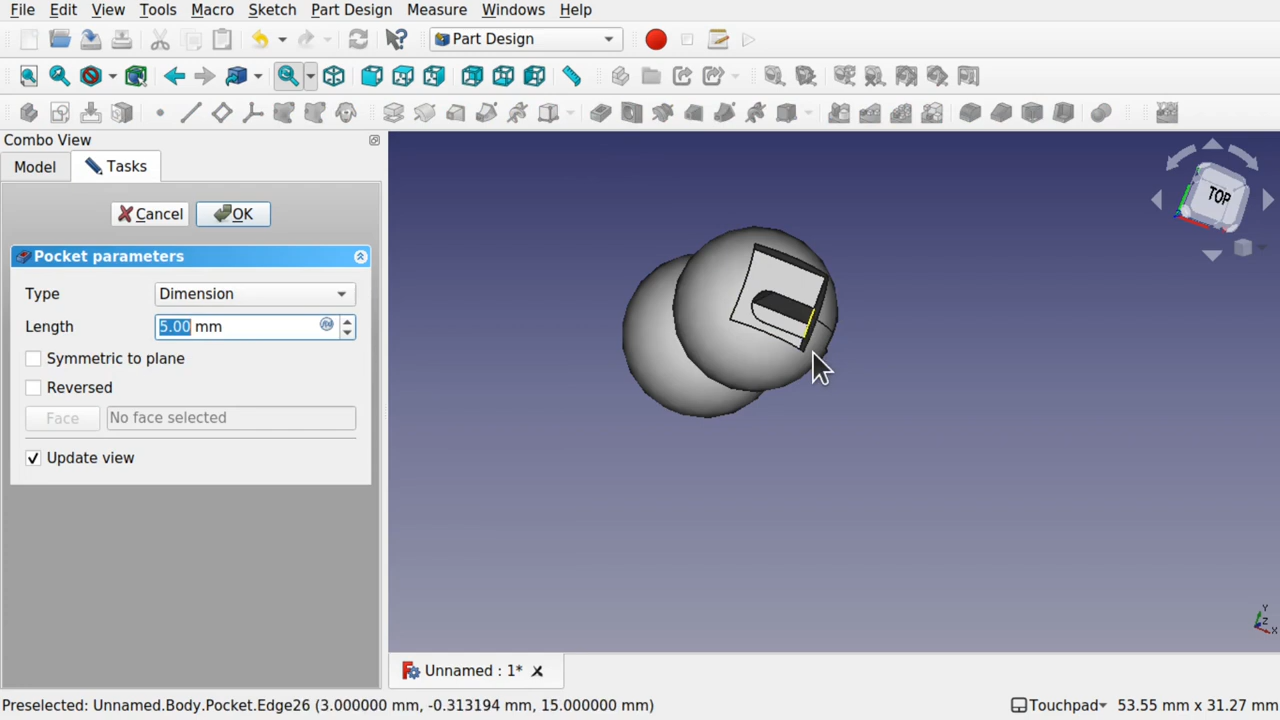 File Edit View Tools Macro Sketch Part Design Measure Windows Help
Part Design
Combo View
Model Tasks
Cancel OK
Pocket parameters
Type Dimension
Length 5.00 mm
Symmetric to plane
Reversed
Face No face selected
Update view
TOP
Y
Z
X
Unnamed : 1*
Preselected: Unnamed.Body.Pocket.Edge26 (3.000000 mm, -0.313194 mm, 15.000000 mm) Touchpad 53.55 mm x 31.27 mm